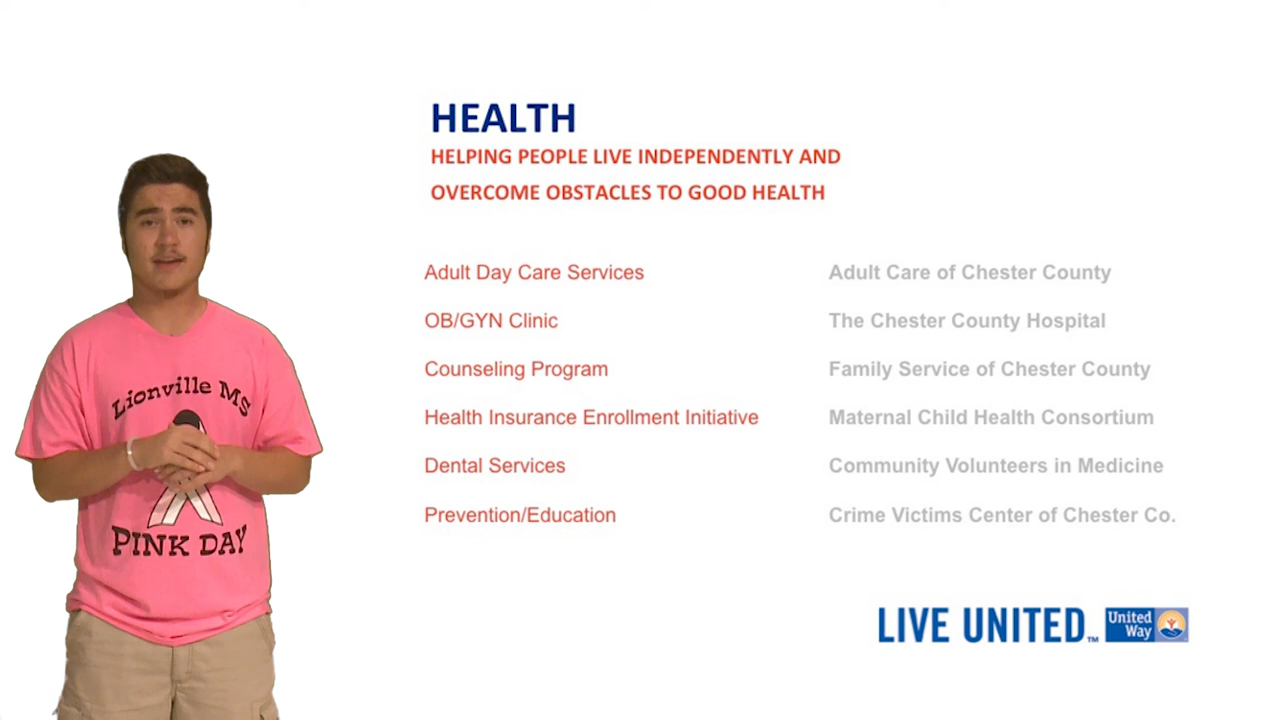 HEALTH
HELPING PEOPLE LIVE INDEPENDENTLY AND
OVERCOME OBSTACLES TO GOOD HEALTH
Adult Day Care Services
Adult Care of Chester County
OB/GYN Clinic
The Chester County Hospital
Counseling Program
Family Service of Chester County
Health Insurance Enrollment Initiative
Maternal Child Health Consortium
Dental Services
Community Volunteers in Medicine
Prevention/Education
Crime Victims Center of Chester Co.
Lionville MS
PINK DAY
LIVE UNITED™
United
Way